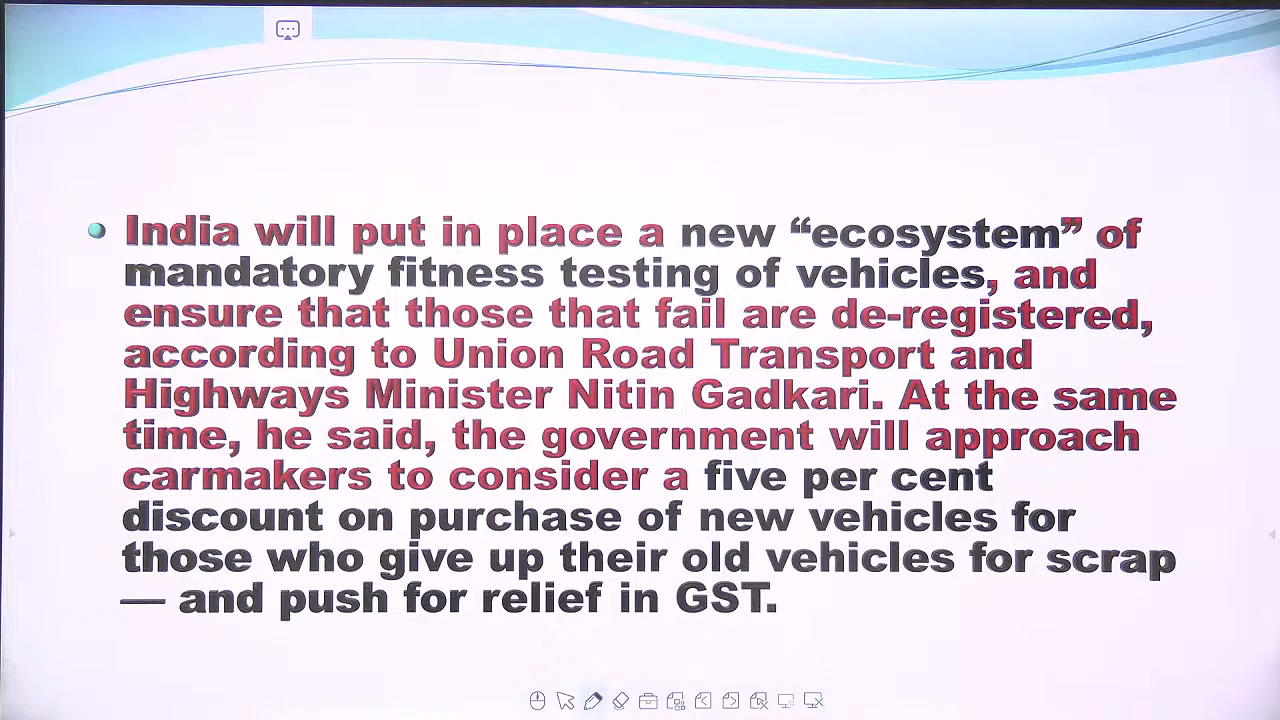 India will put in place a new “ecosystem” of
mandatory fitness testing of vehicles, and
ensure that those that fail are de-registered,
according to Union Road Transport and
Highways Minister Nitin Gadkari. At the same
time, he said, the government will approach
carmakers to consider a five per cent
discount on purchase of new vehicles for
those who give up their old vehicles for scrap
— and push for relief in GST.